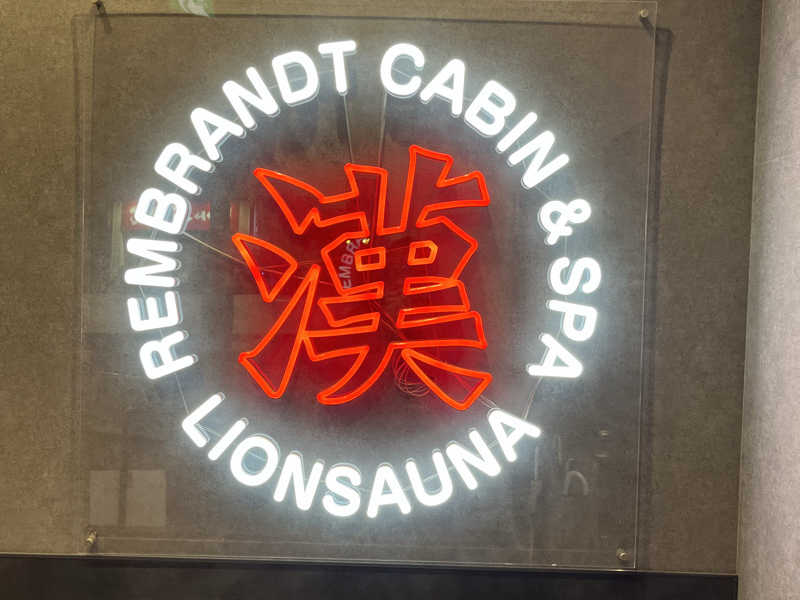 REMBRANDT CABIN & SPA
漢
LIONSAUNA